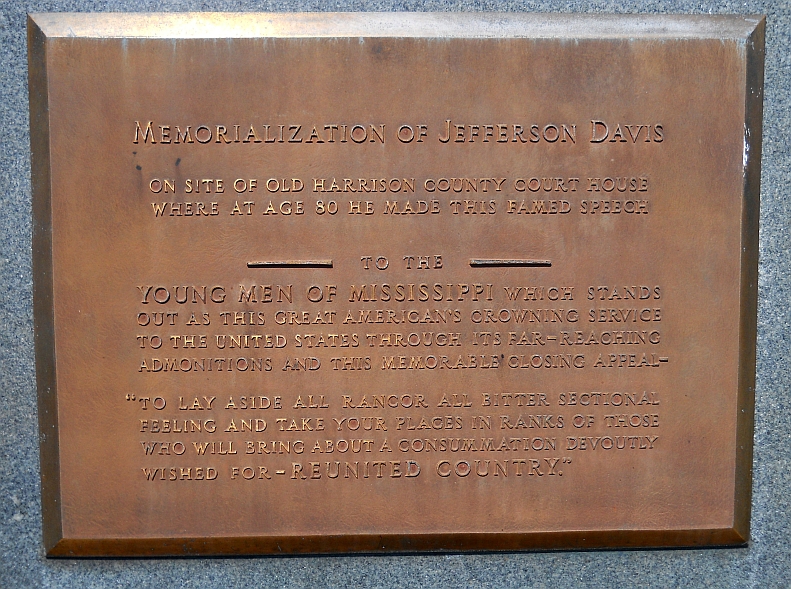 MEMORIALIZATION OF JEFFERSON DAVIS
ON SITE OF OLD HARRISON COUNTY COURT HOUSE
WHERE AT AGE 80 HE MADE THIS FAMED SPEECH
TO THE
YOUNG MEN OF MISSISSIPPI WHICH STANDS
OUT AS THIS GREAT AMERICAN'S CROWNING SERVICE
TO THE UNITED STATES THROUGH ITS FAR-REACHING
ADMONITIONS AND THIS MEMORABLE CLOSING APPEAL-
"TO LAY ASIDE ALL RANCOR ALL BITTER SECTIONAL
FEELING AND TAKE YOUR PLACES IN RANKS OF THOSE
WHO WILL BRING ABOUT A CONSUMMATION DEVOUTLY
WISHED FOR-REUNITED COUNTRY."